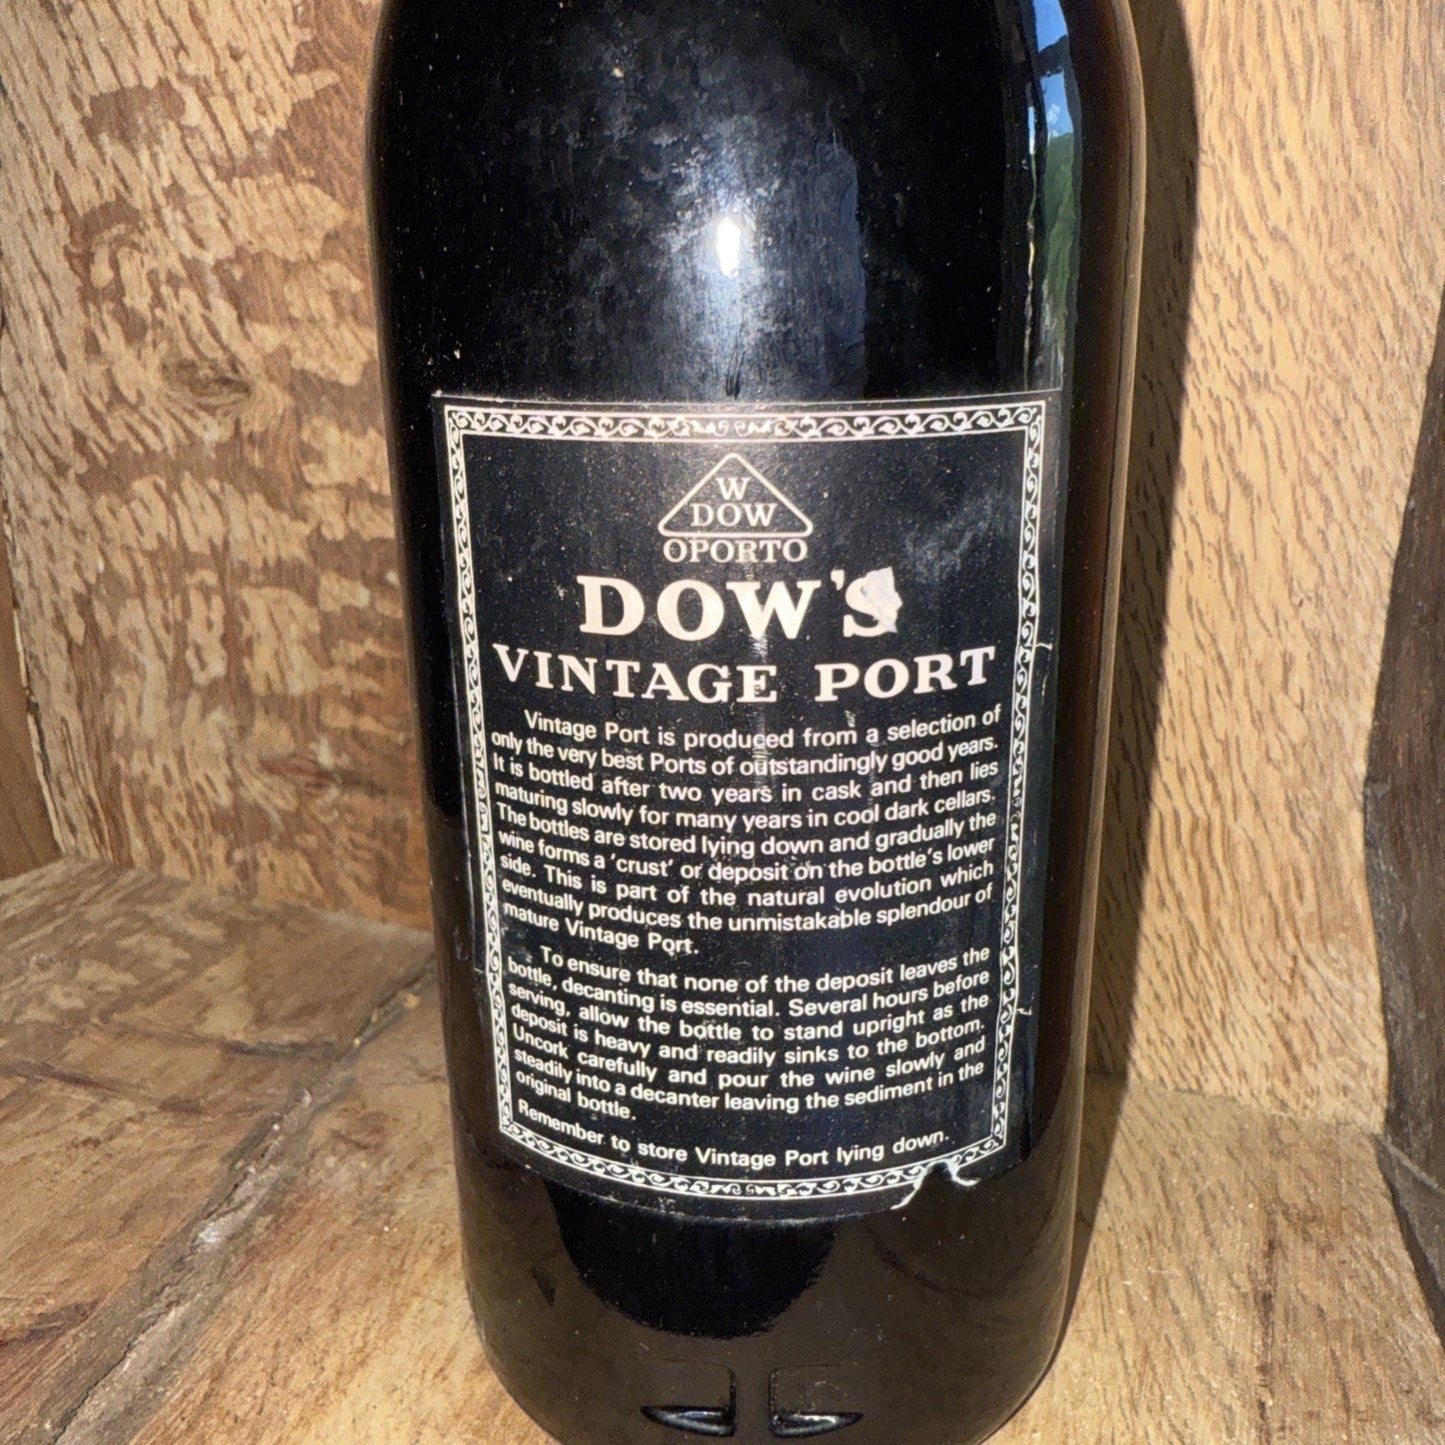 W
DOW
OPORTO
DOW'S
VINTAGE PORT
Vintage Port is produced from a selection of
only the very best Ports of outstandingly good years.
It is bottled after two years in cask and then lies
maturing slowly for many years in cool dark cellars.
The bottles are stored lying down and gradually the
wine forms a 'crust' or deposit on the bottle's lower
side. This is part of the natural evolution which
eventually produces the unmistakable splendour of
mature Vintage Port.
To ensure that none of the deposit leaves the
bottle, decanting is essential. Several hours before
serving, allow the bottle to stand upright as the
deposit is heavy and readily sinks to the bottom.
Uncork carefully and pour the wine slowly and
steadily into a decanter leaving the sediment in the
original bottle.
Remember to store Vintage Port lying down.